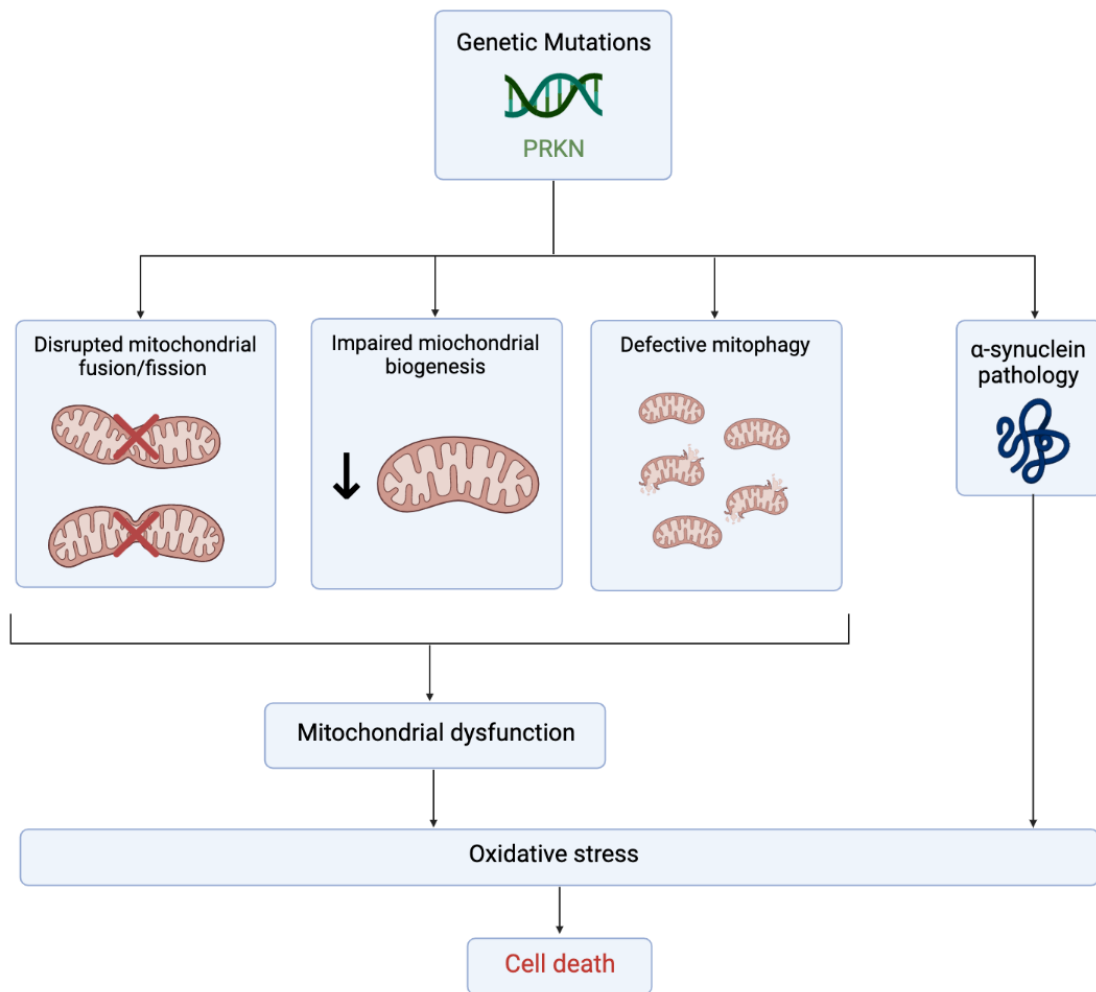 Genetic Mutations
PRKN
Disrupted mitochondrial
fusion/fission
Impaired miochondrial
biogenesis
Defective mitophagy
α-synuclein
pathology
Mitochondrial dysfunction
Oxidative stress
Cell death